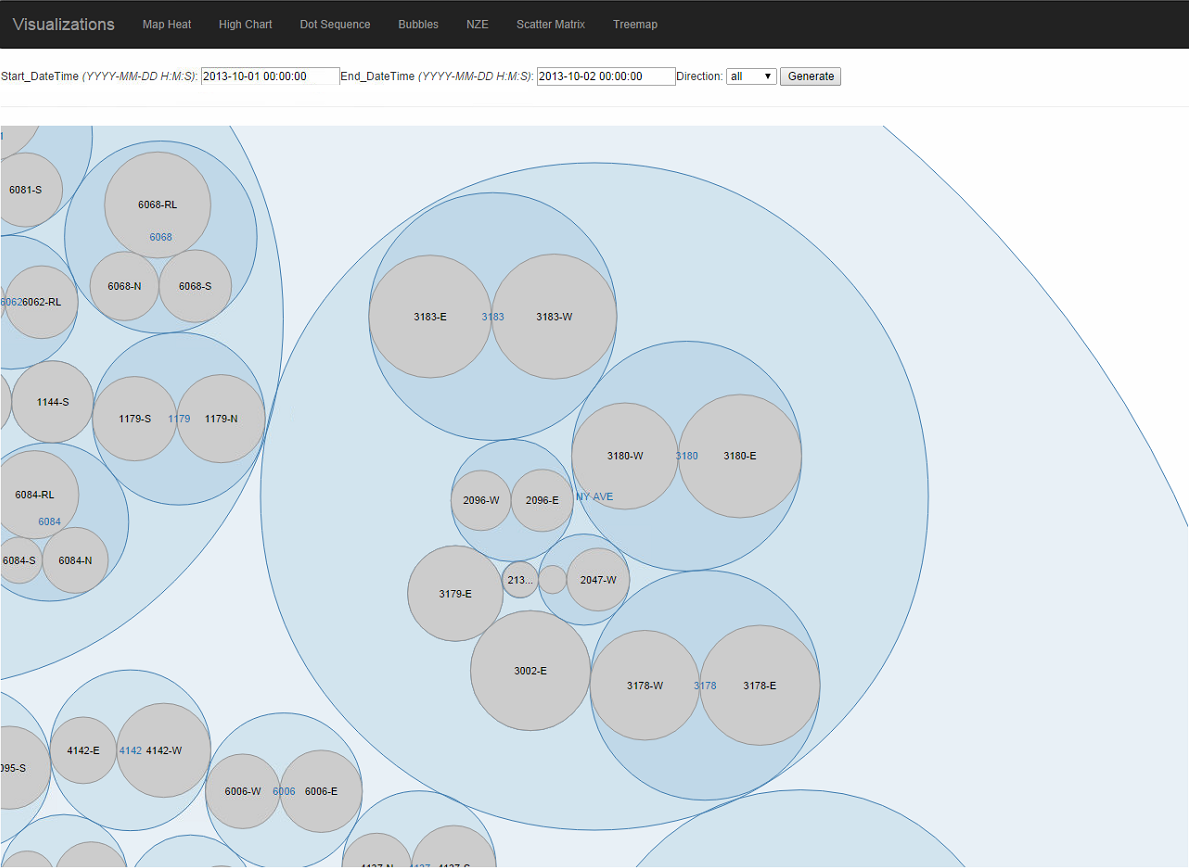 Visualizations Map Heat High Chart Dot Sequence Bubbles NZE Scatter Matrix Treemap
Start_DateTime (YYYY-MM-DD H:M:S): 2013-10-01 00:00:00 End_DateTime (YYYY-MM-DD H:M:S): 2013-10-02 00:00:00 Direction: all Generate
6081-S
6068-RL
6068
6068-N 6068-S
6062 6062-RL
1144-S
1179-S 1179 1179-N
6084-RL
6084
6084-S 6084-N
3183-E 3183 3183-W
3180-W 3180 3180-E
2096-W 2096-E NY AVE
213... 2047-W
3179-E
3002-E
3178-W 3178 3178-E
4142-E 4142 4142-W
095-S
6006-W 6006 6006-E
4137-N 4137 4137-S